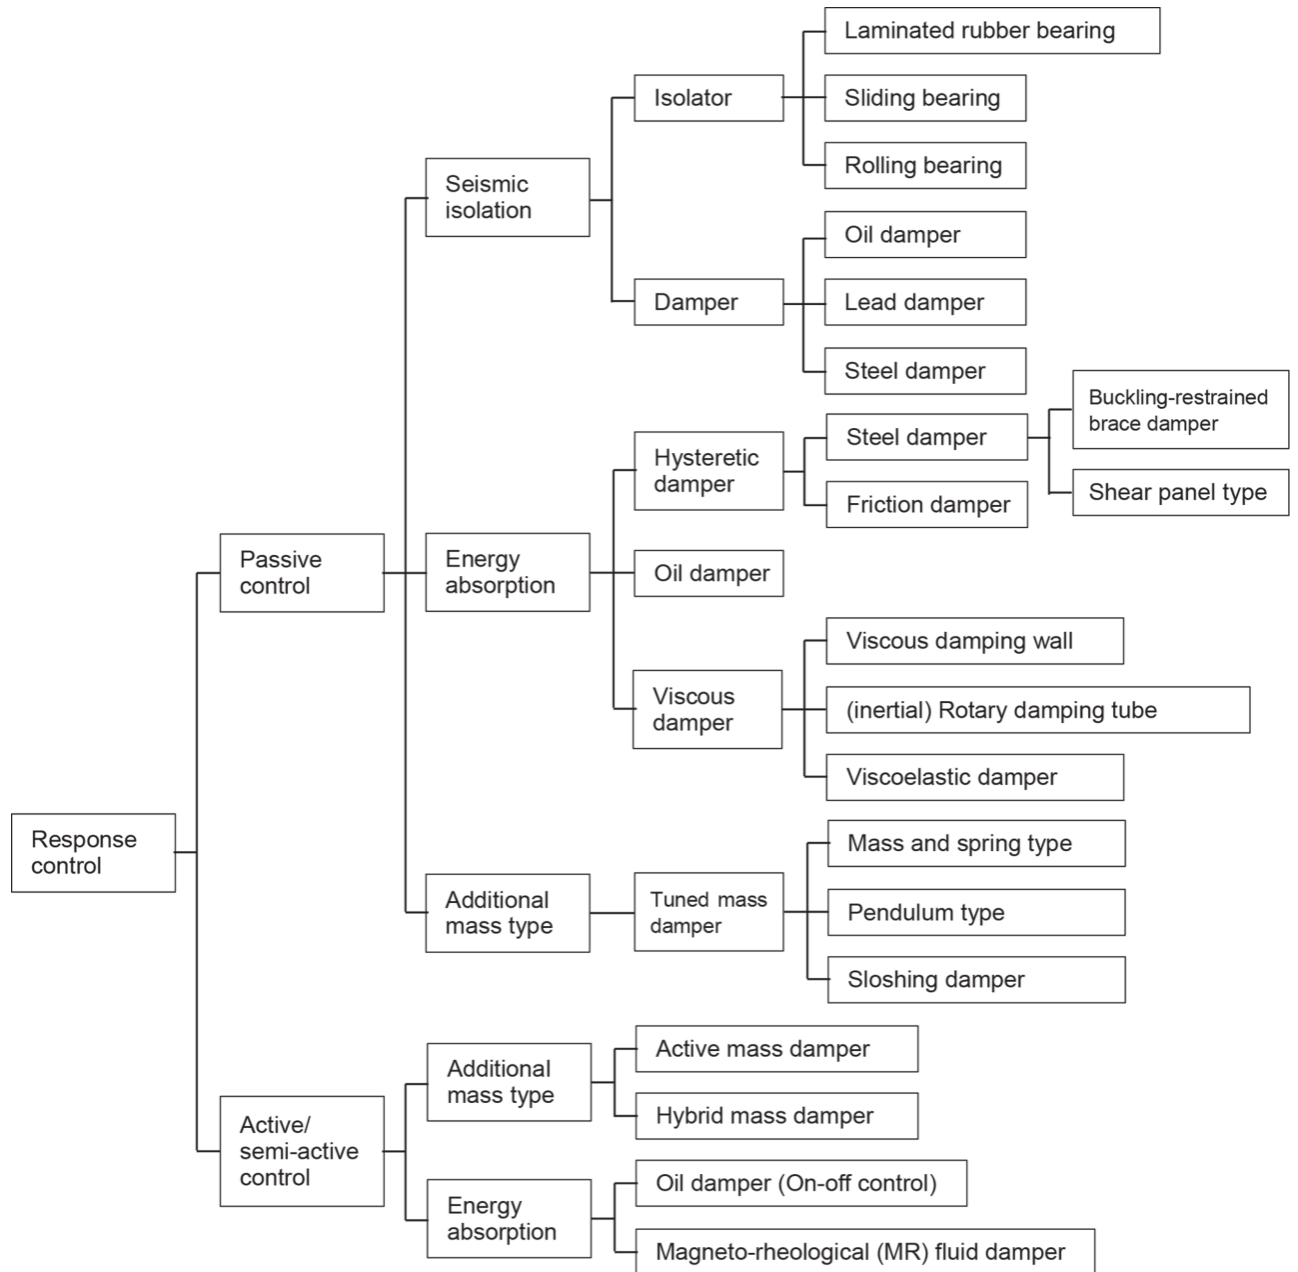 Laminated rubber bearing
Isolator
Sliding bearing
Rolling bearing
Seismic
isolation
Oil damper
Damper
Lead damper
Steel damper
Buckling-restrained
brace damper
Hysteretic
damper
Steel damper
Shear panel type
Friction damper
Passive
control
Energy
absorption
Oil damper
Viscous damping wall
Viscous
damper
(inertial) Rotary damping tube
Viscoelastic damper
Response
control
Mass and spring type
Additional
mass type
Tuned mass
damper
Pendulum type
Sloshing damper
Active mass damper
Additional
mass type
Hybrid mass damper
Active/
semi-active
control
Oil damper (On-off control)
Energy
absorption
Magneto-rheological (MR) fluid damper